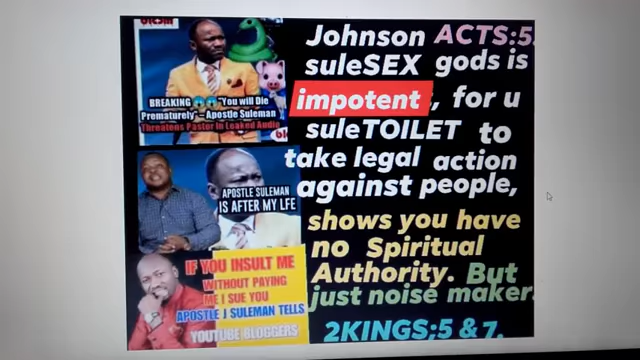 BREAKING "You will Die
Prematurely" – Apostle Suleman
Threatens Pastor in Leaked Audio
APOSTLE SULEMAN
IS AFTER MY LFE
IF YOU INSULT ME
WITHOUT PAYING
ME I SUE YOU
APOSTLE J SULEMAN TELLS
YOUTUBE BLOGGERS
Johnson ACTS:5.
suleSEX gods is
impotent , for u
suleTOILET to
take legal action
against people,
shows you have
no Spiritual
Authority. But
just noise maker.
2KINGS;5 & 7.